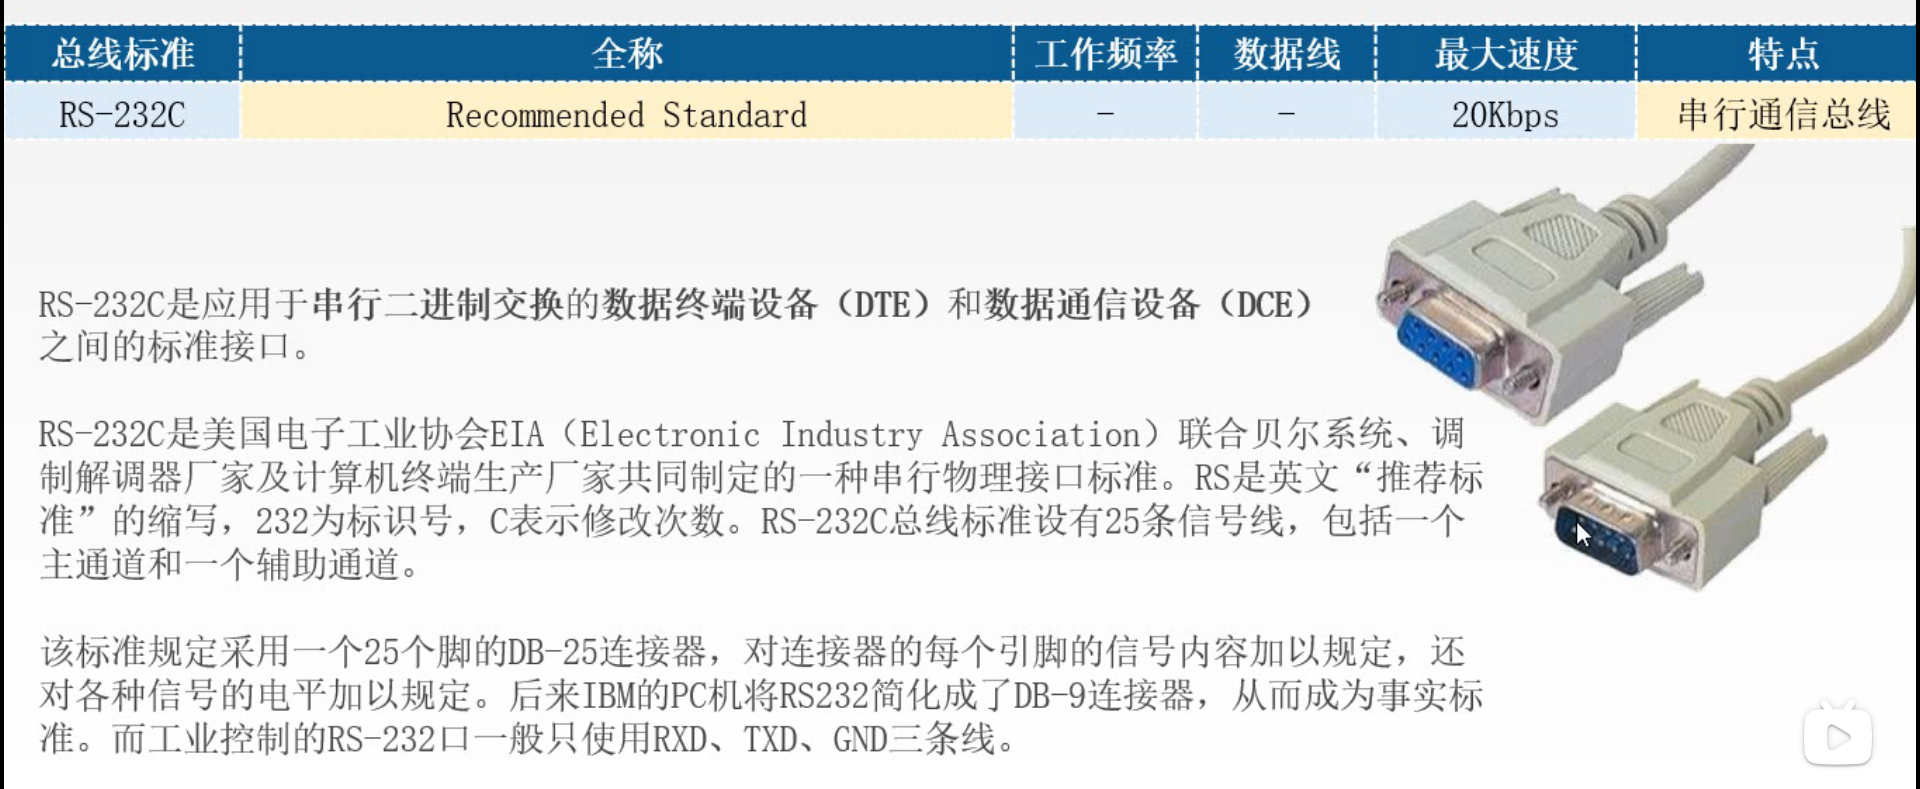 总线标准 全称 工作频率 数据线 最大速度 特点
RS-232C Recommended Standard - - 20Kbps 串行通信总线
RS-232C是应用于串行二进制交换的数据终端设备（DTE）和数据通信设备（DCE）
之间的标准接口。
RS-232C是美国电子工业协会EIA（Electronic Industry Association）联合贝尔系统、调
制解调器厂家及计算机终端生产厂家共同制定的一种串行物理接口标准。RS是英文“推荐标
准”的缩写，232为标识号，C表示修改次数。RS-232C总线标准设有25条信号线，包括一个
主通道和一个辅助通道。
该标准规定采用一个25个脚的DB-25连接器，对连接器的每个引脚的信号内容加以规定，还
对各种信号的电平加以规定。后来IBM的PC机将RS232简化成了DB-9连接器，从而成为事实标
准。而工业控制的RS-232口一般只使用RXD、TXD、GND三条线。